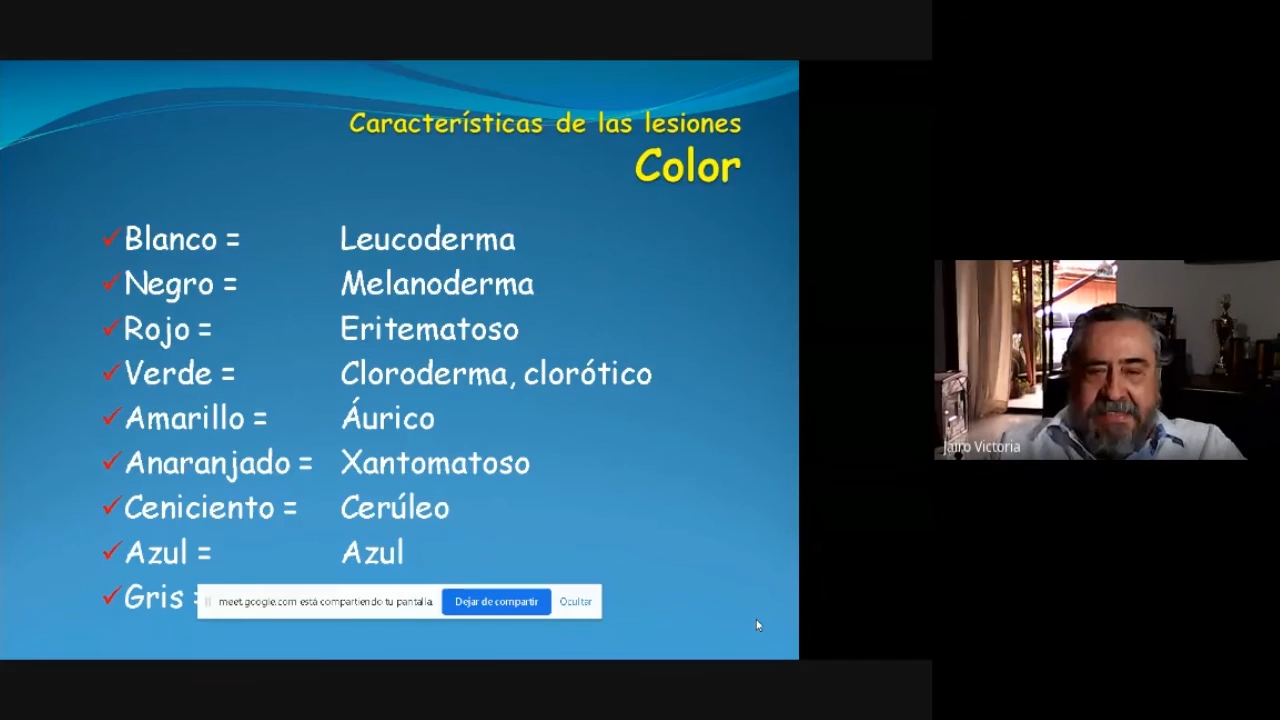 Características de las lesiones
Color
✓Blanco = Leucoderma
✓Negro = Melanoderma
✓Rojo = Eritematoso
✓Verde = Cloroderma, clorótico
✓Amarillo = Áurico
✓Anaranjado = Xantomatoso
✓Ceniciento = Cerúleo
✓Azul = Azul
✓Gris =
meet.google.com está compartiendo tu pantalla. Dejar de compartir Ocultar
Jairo Victoria